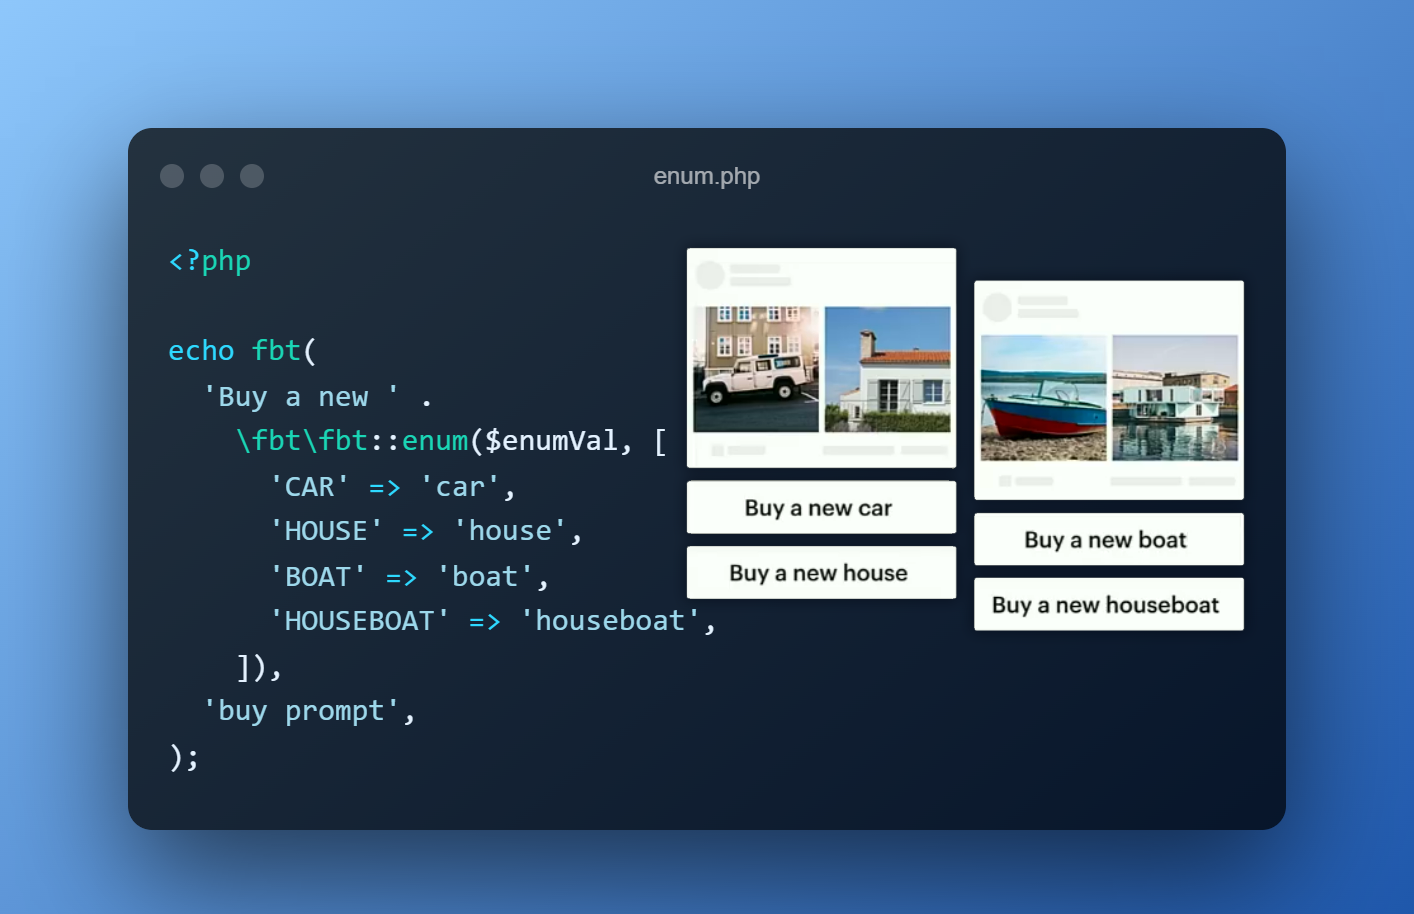 enum.php
<?php
echo fbt(
'Buy a new ' .
\fbt\fbt::enum($enumVal, [
'CAR' => 'car',
'HOUSE' => 'house',
'BOAT' => 'boat',
'HOUSEBOAT' => 'houseboat',
]),
'buy prompt',
);
Buy a new car
Buy a new house
Buy a new boat
Buy a new houseboat